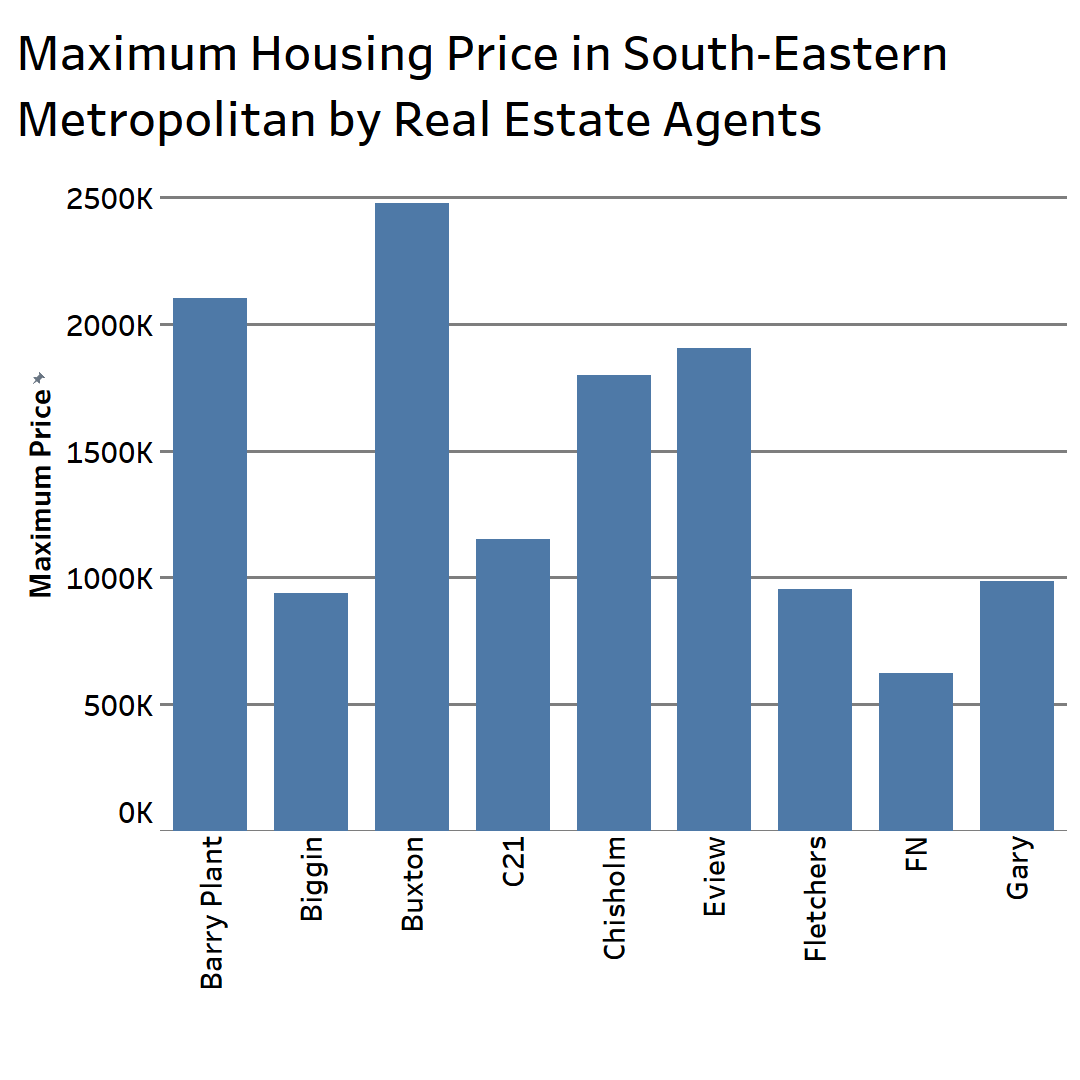 Maximum Housing Price in South-Eastern
Metropolitan by Real Estate Agents
2500K
2000K
1500K
1000K
500K
0K
Maximum Price
Barry Plant
Biggin
Buxton
C21
Chisholm
Eview
Fletchers
FN
Gary